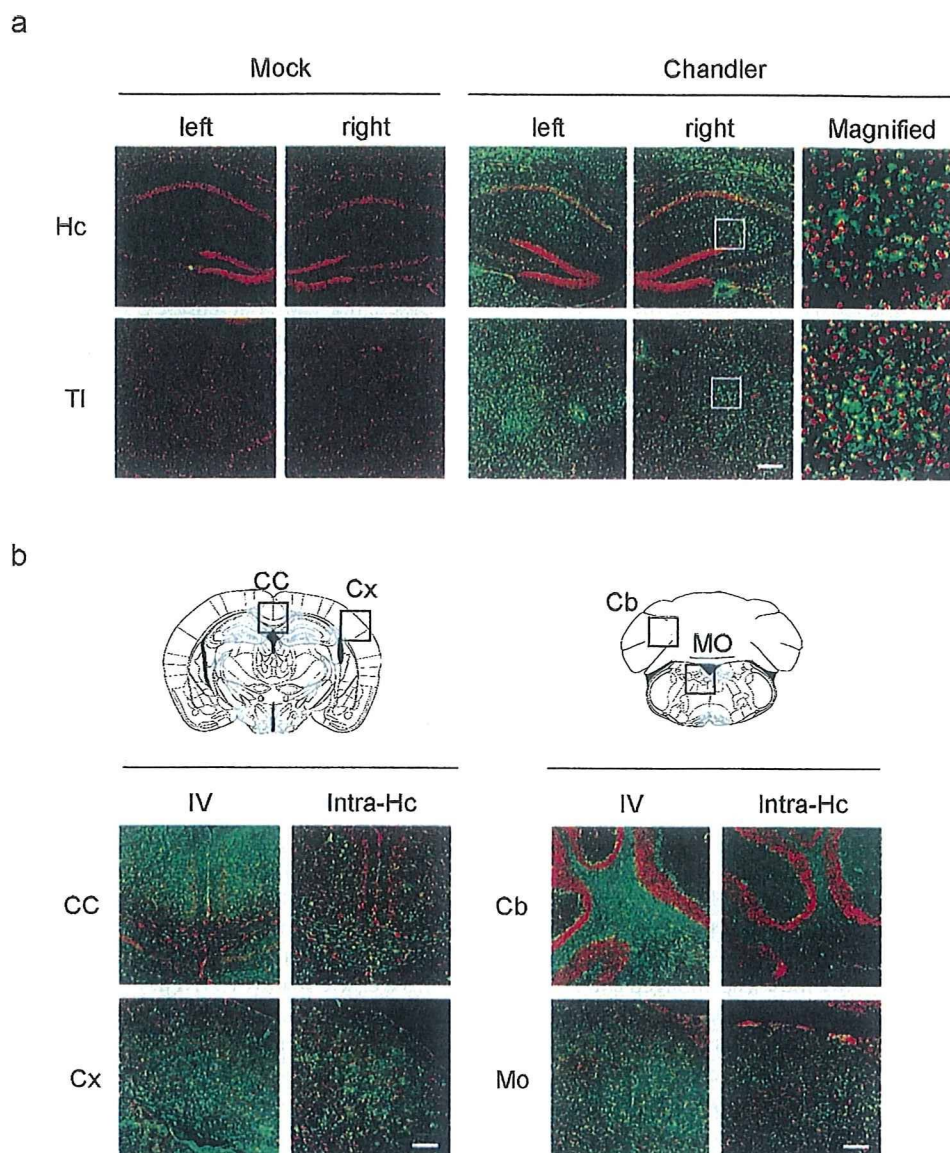 a
Mock Chandler
left right left right Magnified
Hc
Tl
b
CC Cx Cb MO
IV Intra-Hc IV Intra-Hc
CC Cb
Cx Mo